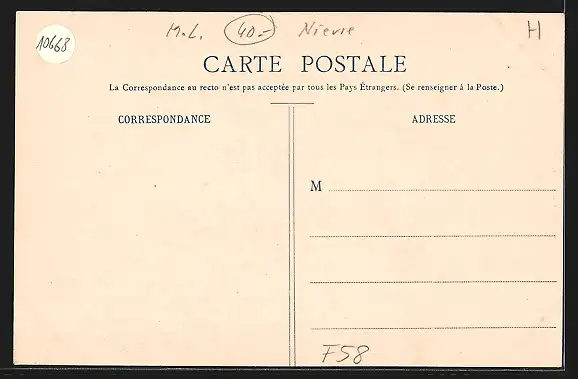 10668
M.L. 40.- Nievre H
CARTE POSTALE
La Correspondance au recto n'est pas acceptée par tous les Pays Étrangers. (Se renseigner à la Poste.)
CORRESPONDANCE
ADRESSE
M
F58